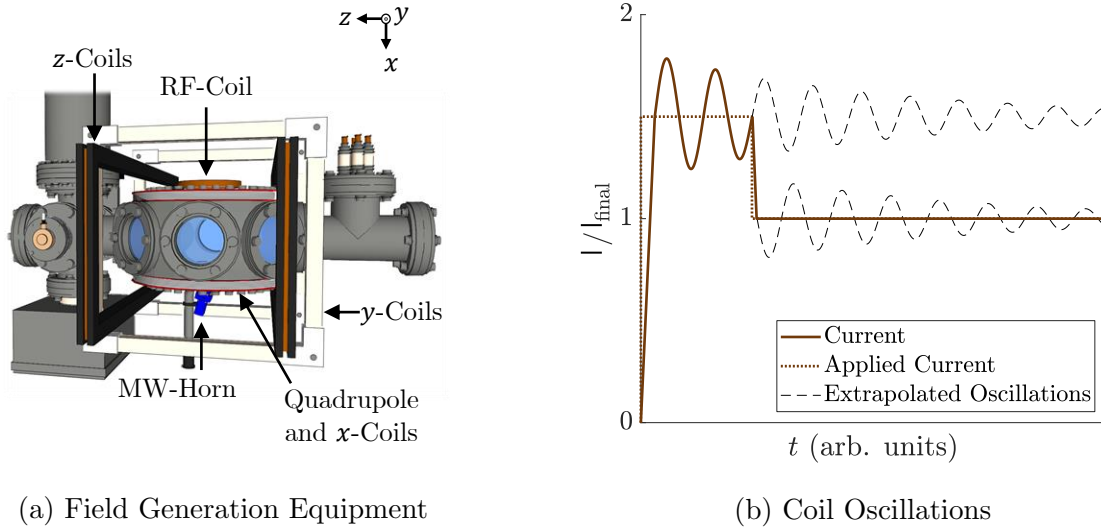 z
y
x
z-Coils
RF-Coil
y-Coils
MW-Horn
Quadrupole
and x-Coils
(a) Field Generation Equipment
2
1
0
I / I_final
t (arb. units)
Current
Applied Current
Extrapolated Oscillations
(b) Coil Oscillations